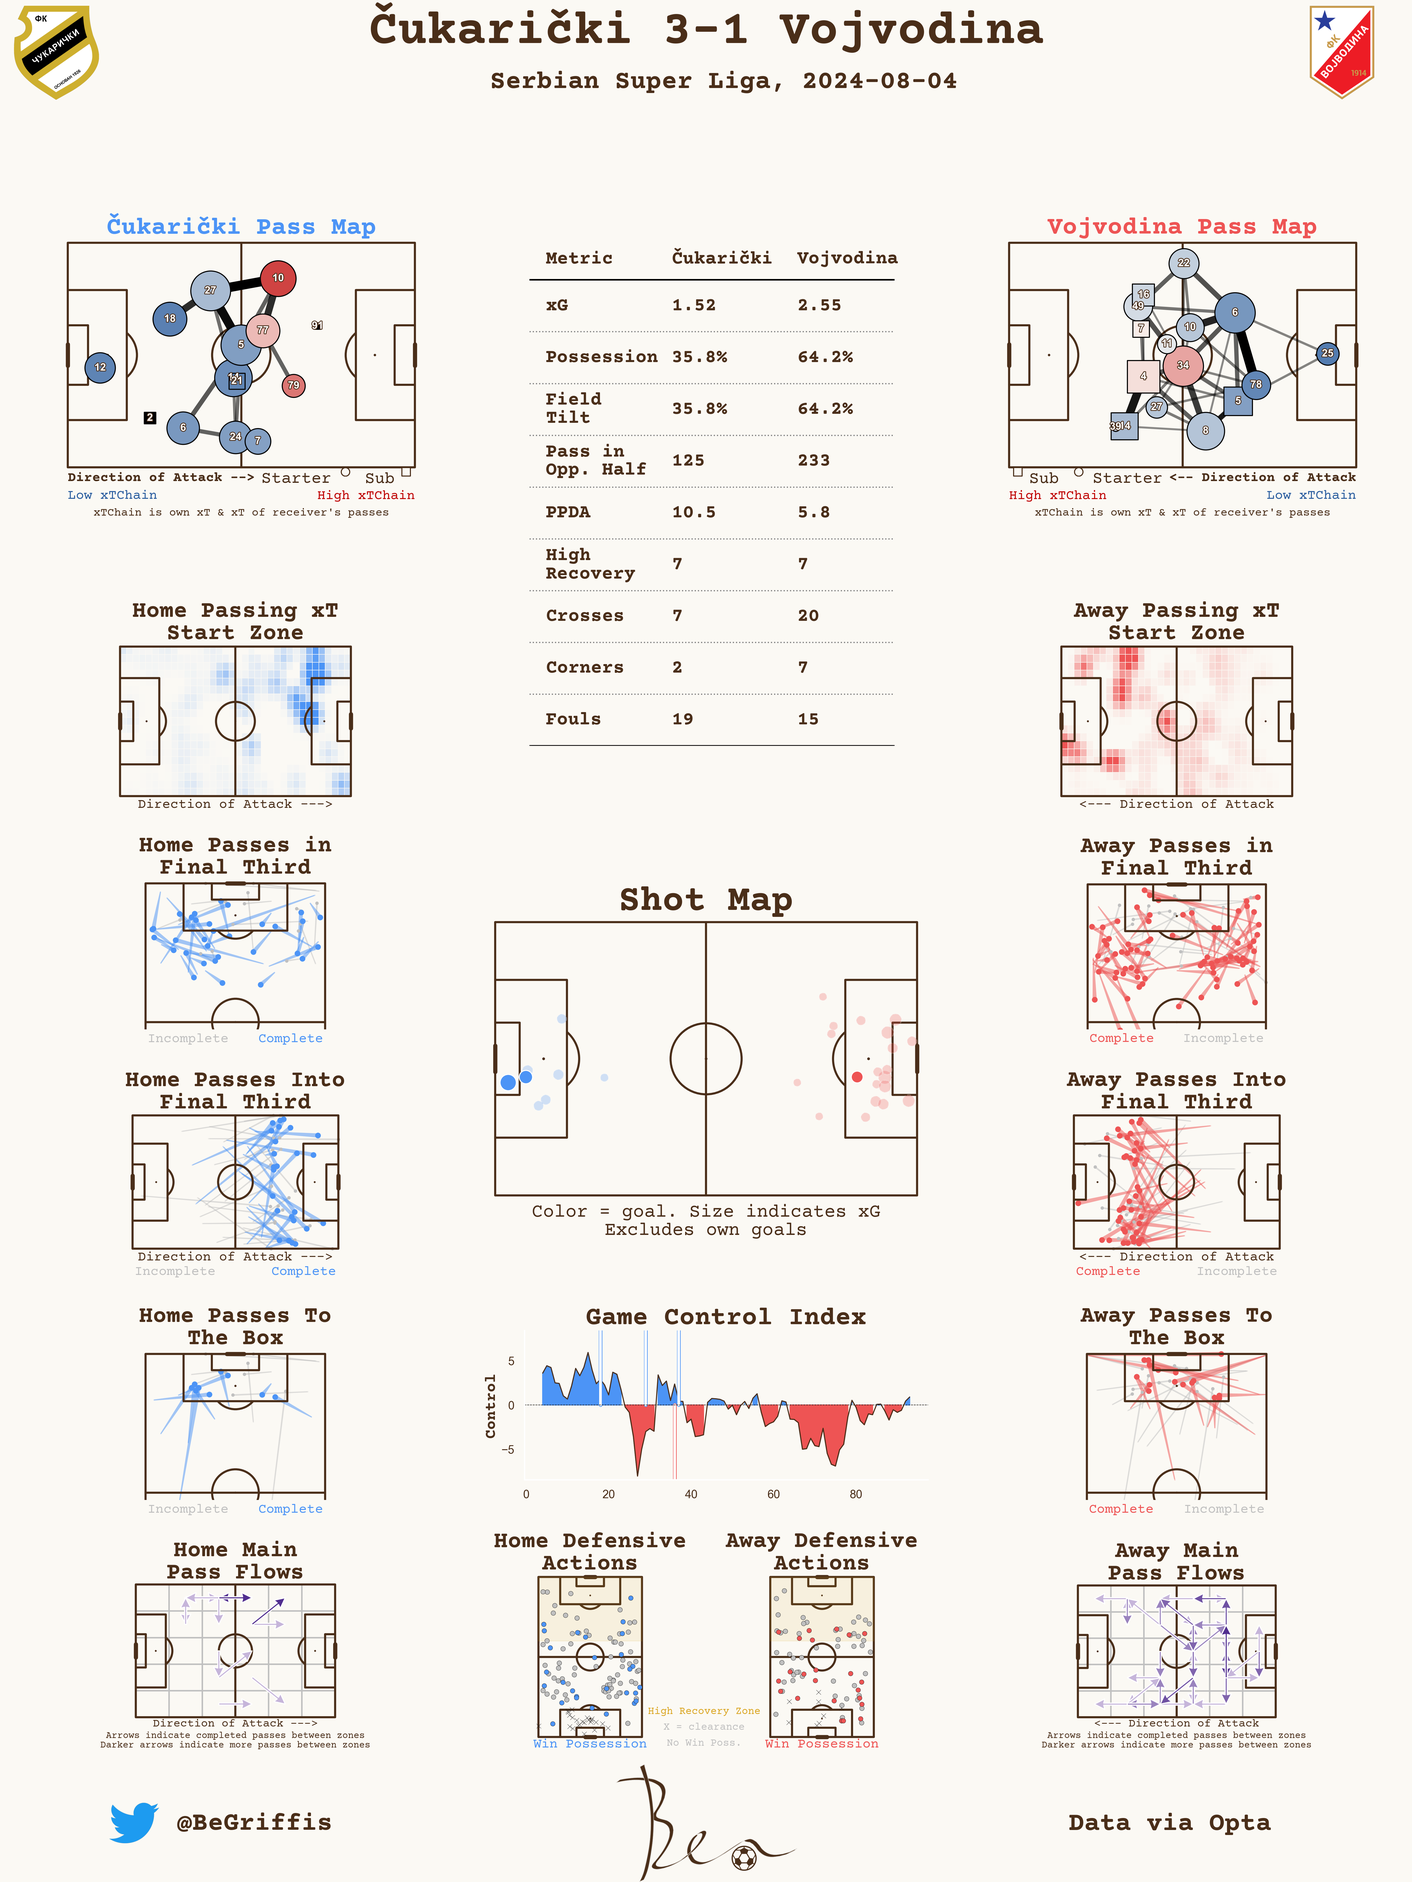 Čukarički 3-1 Vojvodina
Serbian Super Liga, 2024-08-04
ФК
ЧУКАРИЧКИ
ОСНОВАН 1926
ФК
ВОЈВОДИНА
1914
Čukarički Pass Map
27
10
18
77
5
91
12
21
79
2
6
24
7
Direction of Attack --> Starter Sub
Low xTChain High xTChain
xTChain is own xT & xT of receiver's passes
Metric Čukarički Vojvodina
xG 1.52 2.55
Possession 35.8% 64.2%
Field
Tilt 35.8% 64.2%
Pass in
Opp. Half 125 233
PPDA 10.5 5.8
High
Recovery 7 7
Crosses 7 20
Corners 2 7
Fouls 19 15
Vojvodina Pass Map
22
16
49
6
7
10
11
25
34
4
78
27
5
39
14
8
Sub Starter <-- Direction of Attack
High xTChain Low xTChain
xTChain is own xT & xT of receiver's passes
Home Passing xT
Start Zone
Direction of Attack --->
Away Passing xT
Start Zone
<--- Direction of Attack
Home Passes in
Final Third
Incomplete Complete
Away Passes in
Final Third
Complete Incomplete
Shot Map
Color = goal. Size indicates xG
Excludes own goals
Home Passes Into
Final Third
Direction of Attack --->
Incomplete Complete
Away Passes Into
Final Third
<--- Direction of Attack
Complete Incomplete
Home Passes To
The Box
Incomplete Complete
Game Control Index
Control
5
0
−5
0 20 40 60 80
Away Passes To
The Box
Complete Incomplete
Home Main
Pass Flows
Direction of Attack --->
Arrows indicate completed passes between zones
Darker arrows indicate more passes between zones
Home Defensive
Actions
Win Possession
Away Defensive
Actions
Win Possession
High Recovery Zone
X = clearance
No Win Poss.
Away Main
Pass Flows
<--- Direction of Attack
Arrows indicate completed passes between zones
Darker arrows indicate more passes between zones
@BeGriffis
Ben
Data via Opta